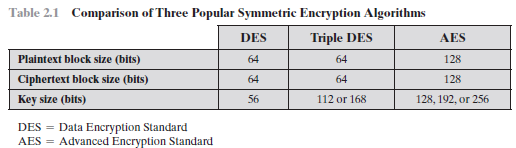 Table 2.1 Comparison of Three Popular Symmetric Encryption Algorithms
DES Triple DES AES
Plaintext block size (bits) 64 64 128
Ciphertext block size (bits) 64 64 128
Key size (bits) 56 112 or 168 128, 192, or 256
DES = Data Encryption Standard
AES = Advanced Encryption Standard